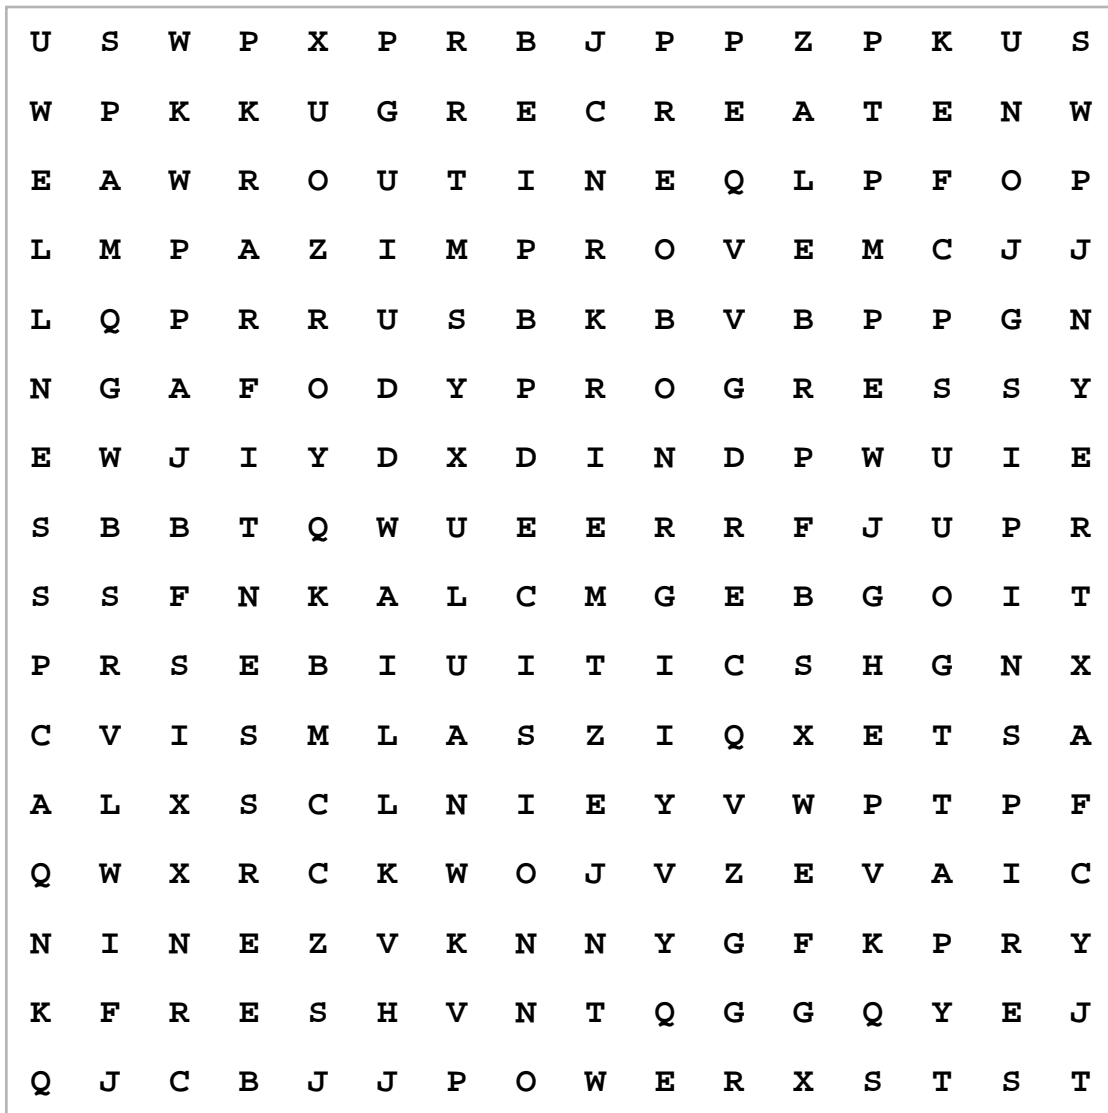 U S W P X P R B J P P Z P K U S
W P K K U G R E C R E A T E N W
E A W R O U T I N E Q L P F O P
L M P A Z I M P R O V E M C J J
L Q P R R U S B K B V B P P G N
N G A F O D Y P R O G R E S S Y
E W J I Y D X D I N D P W U I E
S B B T Q W U E E R R F J U P R
S S F N K A L C M G E B G O I T
P R S E B I U I T I C S H G N X
C V I S M L A S Z I Q X E T S A
A L X S C L N I E Y V W P T P F
Q W X R C K W O J V Z E V A I C
N I N E Z V K N N Y G F K P R Y
K F R E S H V N T Q G G Q Y E J
Q J C B J J P O W E R X S T S T